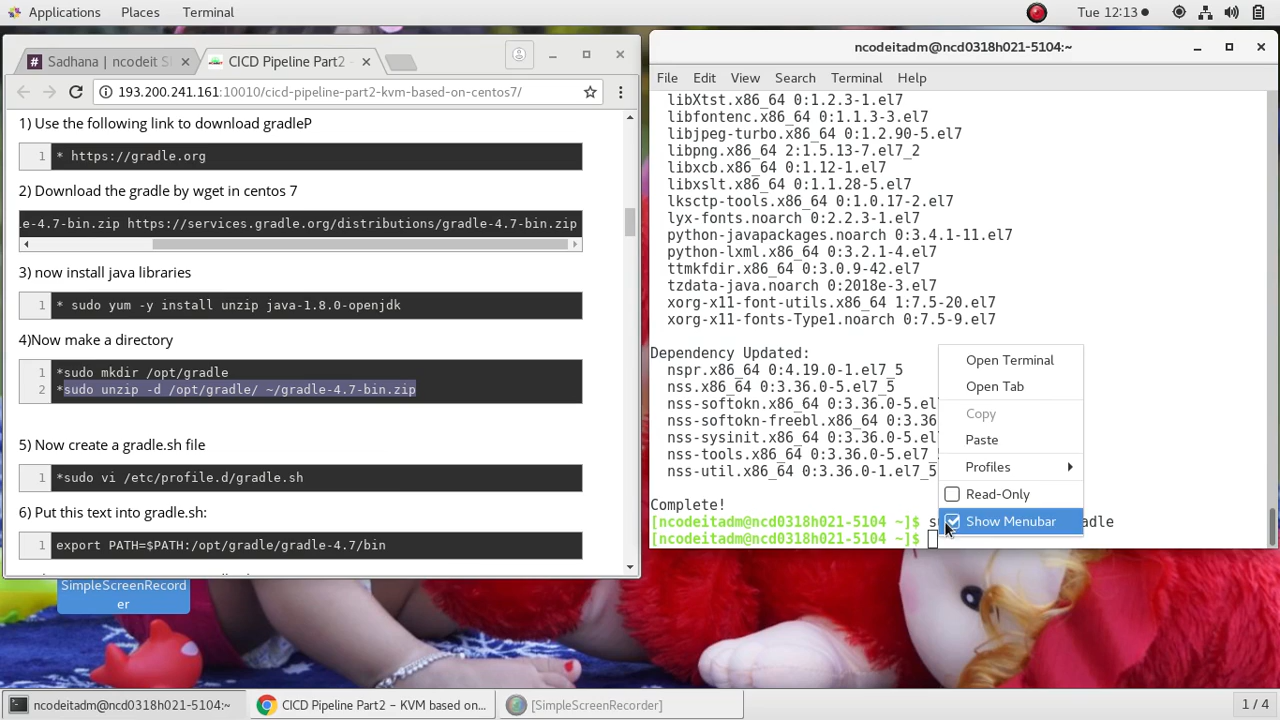 Applications Places Terminal Tue 12:13
Sadhana | ncodeit S
CICD Pipeline Part2 -
193.200.241.161:10010/cicd-pipeline-part2-kvm-based-on-centos7/
1) Use the following link to download gradleP
1 * https://gradle.org
2) Download the gradle by wget in centos 7
le-4.7-bin.zip https://services.gradle.org/distributions/gradle-4.7-bin.zip
3) now install java libraries
1 * sudo yum -y install unzip java-1.8.0-openjdk
4)Now make a directory
1 *sudo mkdir /opt/gradle
2 *sudo unzip -d /opt/gradle/ ~/gradle-4.7-bin.zip
5) Now create a gradle.sh file
1 *sudo vi /etc/profile.d/gradle.sh
6) Put this text into gradle.sh:
1 export PATH=$PATH:/opt/gradle/gradle-4.7/bin
SimpleScreenRecord
er
ncodeitadm@ncd0318h021-5104:~
File Edit View Search Terminal Help
libXtst.x86_64 0:1.2.3-1.el7
libfontenc.x86_64 0:1.1.3-3.el7
libjpeg-turbo.x86_64 0:1.2.90-5.el7
libpng.x86_64 2:1.5.13-7.el7_2
libxcb.x86_64 0:1.12-1.el7
libxslt.x86_64 0:1.1.28-5.el7
lksctp-tools.x86_64 0:1.0.17-2.el7
lyx-fonts.noarch 0:2.2.3-1.el7
python-javapackages.noarch 0:3.4.1-11.el7
python-lxml.x86_64 0:3.2.1-4.el7
ttmkfdir.x86_64 0:3.0.9-42.el7
tzdata-java.noarch 0:2018e-3.el7
xorg-x11-font-utils.x86_64 1:7.5-20.el7
xorg-x11-fonts-Type1.noarch 0:7.5-9.el7
Dependency Updated:
nspr.x86_64 0:4.19.0-1.el7_5
nss.x86_64 0:3.36.0-5.el7_5
nss-softokn.x86_64 0:3.36.0-5.el
nss-softokn-freebl.x86_64 0:3.36
nss-sysinit.x86_64 0:3.36.0-5.el
nss-tools.x86_64 0:3.36.0-5.el7_
nss-util.x86_64 0:3.36.0-1.el7_5
Complete!
[ncodeitadm@ncd0318h021-5104 ~]$ s adle
[ncodeitadm@ncd0318h021-5104 ~]$
Open Terminal
Open Tab
Copy
Paste
Profiles
Read-Only
Show Menubar
ncodeitadm@ncd0318h021-5104:~ CICD Pipeline Part2 – KVM based on... [SimpleScreenRecorder] 1 / 4